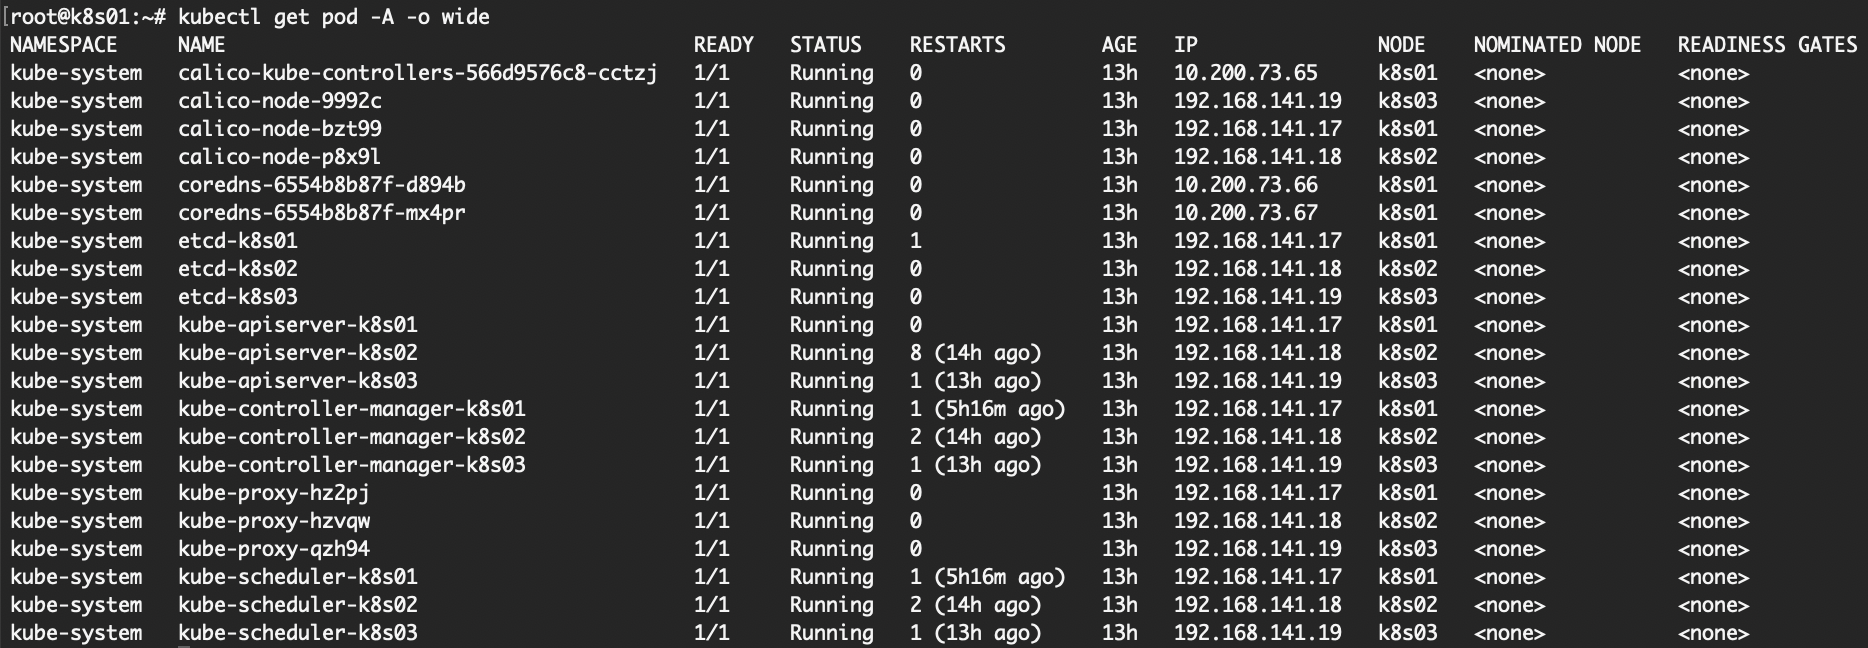 [root@k8s01:~# kubectl get pod -A -o wide
NAMESPACE     NAME                                       READY   STATUS    RESTARTS        AGE   IP               NODE    NOMINATED NODE   READINESS GATES
kube-system   calico-kube-controllers-566d9576c8-cctzj   1/1     Running   0               13h   10.200.73.65     k8s01   <none>           <none>
kube-system   calico-node-9992c                          1/1     Running   0               13h   192.168.141.19   k8s03   <none>           <none>
kube-system   calico-node-bzt99                          1/1     Running   0               13h   192.168.141.17   k8s01   <none>           <none>
kube-system   calico-node-p8x9l                          1/1     Running   0               13h   192.168.141.18   k8s02   <none>           <none>
kube-system   coredns-6554b8b87f-d894b                   1/1     Running   0               13h   10.200.73.66     k8s01   <none>           <none>
kube-system   coredns-6554b8b87f-mx4pr                   1/1     Running   0               13h   10.200.73.67     k8s01   <none>           <none>
kube-system   etcd-k8s01                                 1/1     Running   1               13h   192.168.141.17   k8s01   <none>           <none>
kube-system   etcd-k8s02                                 1/1     Running   0               13h   192.168.141.18   k8s02   <none>           <none>
kube-system   etcd-k8s03                                 1/1     Running   0               13h   192.168.141.19   k8s03   <none>           <none>
kube-system   kube-apiserver-k8s01                       1/1     Running   0               13h   192.168.141.17   k8s01   <none>           <none>
kube-system   kube-apiserver-k8s02                       1/1     Running   8 (14h ago)     13h   192.168.141.18   k8s02   <none>           <none>
kube-system   kube-apiserver-k8s03                       1/1     Running   1 (13h ago)     13h   192.168.141.19   k8s03   <none>           <none>
kube-system   kube-controller-manager-k8s01              1/1     Running   1 (5h16m ago)   13h   192.168.141.17   k8s01   <none>           <none>
kube-system   kube-controller-manager-k8s02              1/1     Running   2 (14h ago)     13h   192.168.141.18   k8s02   <none>           <none>
kube-system   kube-controller-manager-k8s03              1/1     Running   1 (13h ago)     13h   192.168.141.19   k8s03   <none>           <none>
kube-system   kube-proxy-hz2pj                           1/1     Running   0               13h   192.168.141.17   k8s01   <none>           <none>
kube-system   kube-proxy-hzvqw                           1/1     Running   0               13h   192.168.141.18   k8s02   <none>           <none>
kube-system   kube-proxy-qzh94                           1/1     Running   0               13h   192.168.141.19   k8s03   <none>           <none>
kube-system   kube-scheduler-k8s01                       1/1     Running   1 (5h16m ago)   13h   192.168.141.17   k8s01   <none>           <none>
kube-system   kube-scheduler-k8s02                       1/1     Running   2 (14h ago)     13h   192.168.141.18   k8s02   <none>           <none>
kube-system   kube-scheduler-k8s03                       1/1     Running   1 (13h ago)     13h   192.168.141.19   k8s03   <none>           <none>